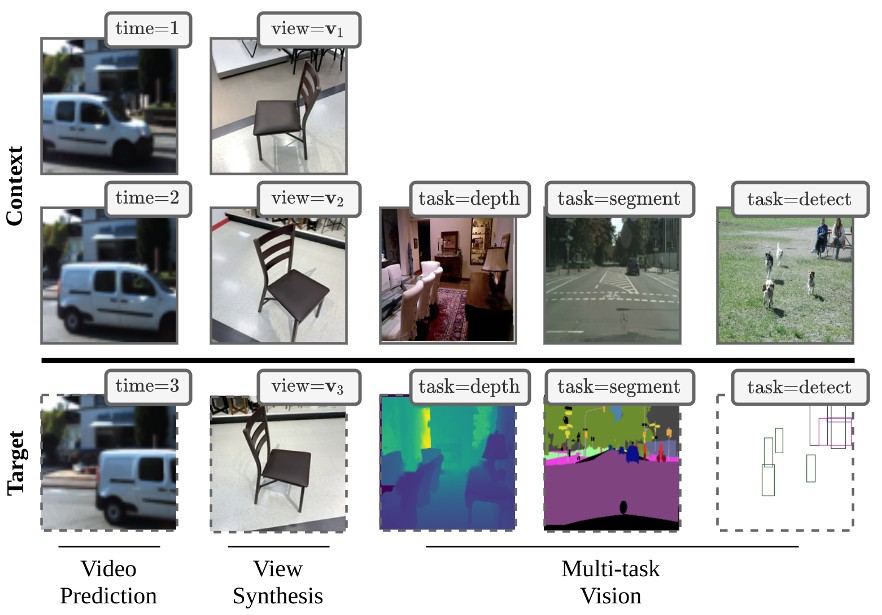 time=1
view=v₁
Context
time=2
view=v₂
task=depth
task=segment
task=detect
Target
time=3
view=v₃
task=depth
task=segment
task=detect
Video
Prediction
View
Synthesis
Multi-task
Vision